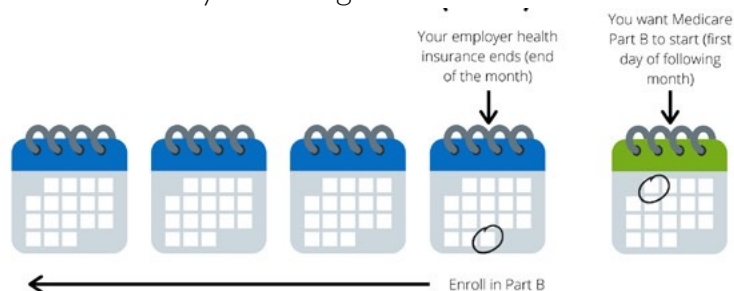 Your employer health
insurance ends (end
of the month)
You want Medicare
Part B to start (first
day of following
month)
Enroll in Part B